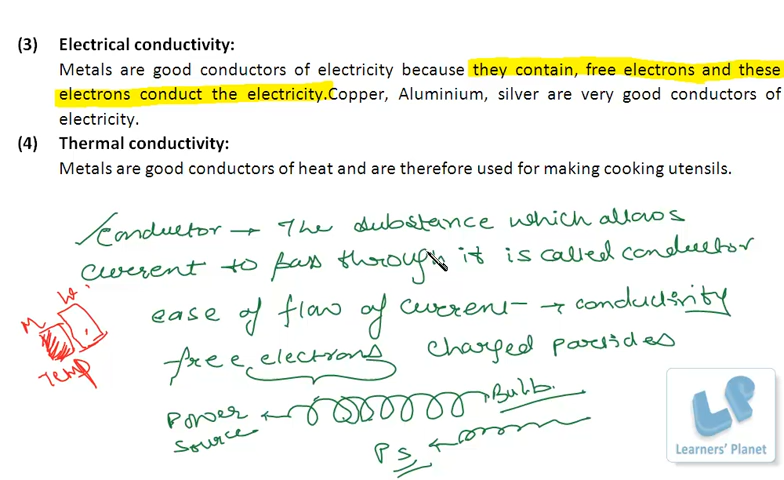 (3) Electrical conductivity:
Metals are good conductors of electricity because they contain, free electrons and these
electrons conduct the electricity.Copper, Aluminium, silver are very good conductors of
electricity.
(4) Thermal conductivity:
Metals are good conductors of heat and are therefore used for making cooking utensils.
Conductor → The substance which allows
current to pass through it is called conductor
ease of flow of current → conductivity
free electrons charged particles
M W.
Temp
Power
Source
Bulb.
P S
LP
Learners' Planet